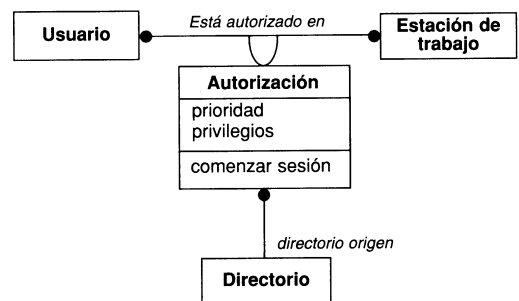 Está autorizado en
Usuario
Estación de
trabajo
Autorización
prioridad
privilegios
comenzar sesión
directorio origen
Directorio